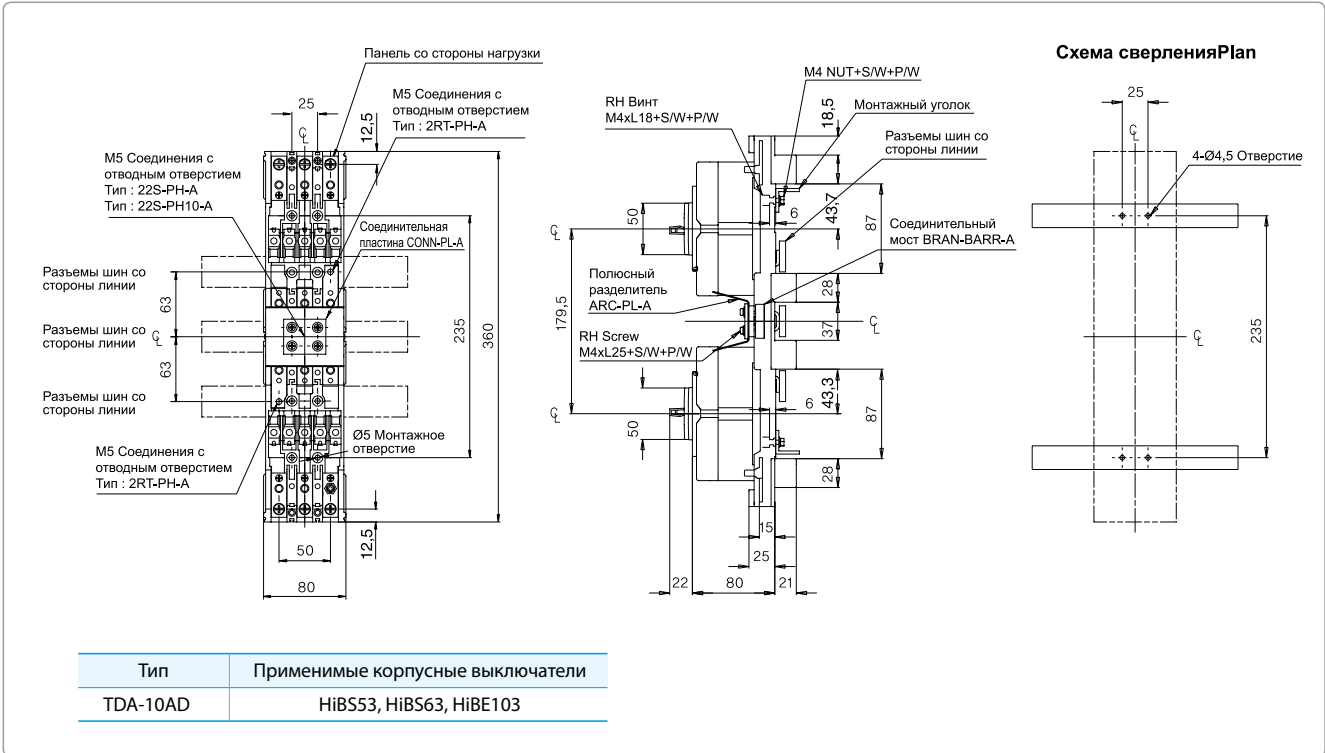 Схема сверленияPlan
Панель со стороны нагрузки
25
12,5
M5 Соединения с
отводным отверстием
Тип : 2RT-PH-A
M5 Соединения с
отводным отверстием
Тип : 22S-PH-A
Тип : 22S-PH10-A
Соединительная
пластина CONN-PL-A
Разъемы шин со
стороны линии
63
Разъемы шин со
стороны линии
63
Разъемы шин со
стороны линии
235
360
M5 Соединения с
отводным отверстием
Тип : 2RT-PH-A
Ø5 Монтажное
отверстие
12,5
50
80
RH Винт
M4xL18+S/W+P/W
M4 NUT+S/W+P/W
18,5
Монтажный уголок
Разъемы шин со
стороны линии
50
6
43,7
87
Соединительный
мост BRAN-BARR-A
Полюсный
разделитель
ARC-PL-A
28
179,5
37
RH Screw
M4xL25+S/W+P/W
6
43,3
87
50
28
15
25
22
80
21
25
4-Ø4,5 Отверстие
235
Тип
Применимые корпусные выключатели
TDA-10AD
HiBS53, HiBS63, HiBE103